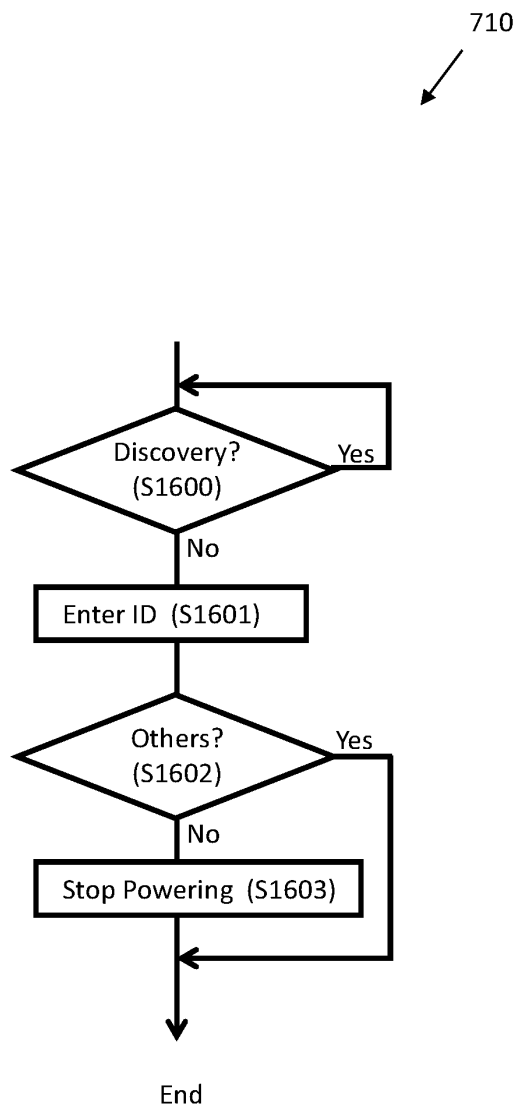 710
Discovery?
(S1600)
Yes
No
Enter ID (S1601)
Others?
(S1602)
Yes
No
Stop Powering (S1603)
End